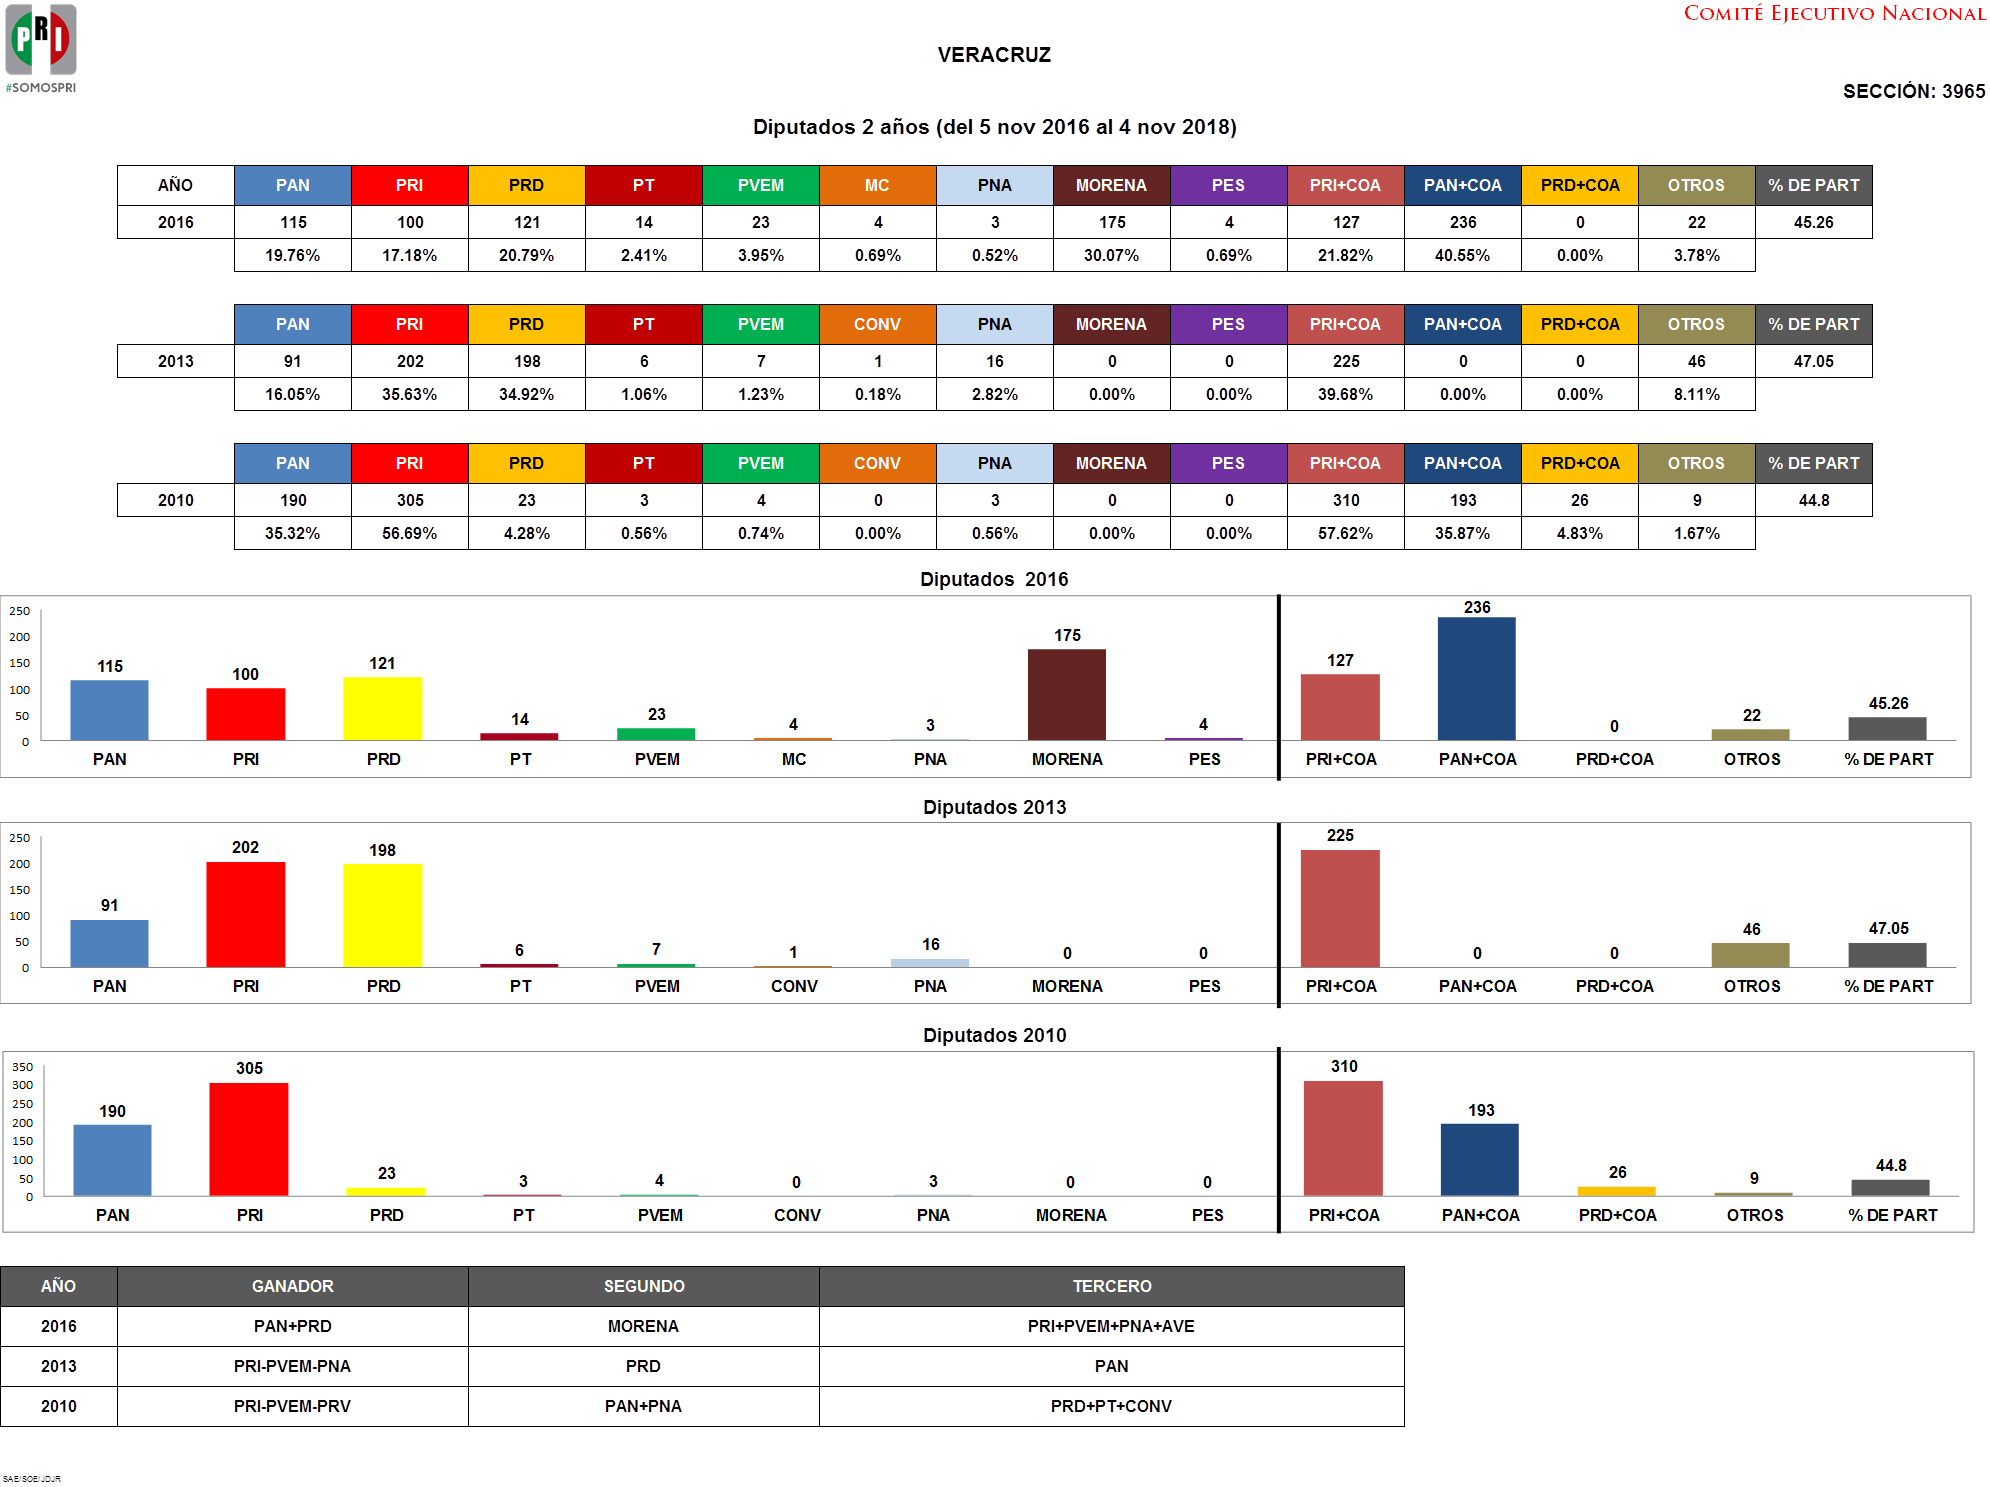 PRI
#SOMOSPRI
COMITÉ EJECUTIVO NACIONAL
VERACRUZ
SECCIÓN: 3965
Diputados 2 años (del 5 nov 2016 al 4 nov 2018)
AÑO PAN PRI PRD PT PVEM MC PNA MORENA PES PRI+COA PAN+COA PRD+COA OTROS % DE PART
2016 115 100 121 14 23 4 3 175 4 127 236 0 22 45.26
19.76% 17.18% 20.79% 2.41% 3.95% 0.69% 0.52% 30.07% 0.69% 21.82% 40.55% 0.00% 3.78%
PAN PRI PRD PT PVEM CONV PNA MORENA PES PRI+COA PAN+COA PRD+COA OTROS % DE PART
2013 91 202 198 6 7 1 16 0 0 225 0 0 46 47.05
16.05% 35.63% 34.92% 1.06% 1.23% 0.18% 2.82% 0.00% 0.00% 39.68% 0.00% 0.00% 8.11%
PAN PRI PRD PT PVEM CONV PNA MORENA PES PRI+COA PAN+COA PRD+COA OTROS % DE PART
2010 190 305 23 3 4 0 3 0 0 310 193 26 9 44.8
35.32% 56.69% 4.28% 0.56% 0.74% 0.00% 0.56% 0.00% 0.00% 57.62% 35.87% 4.83% 1.67%
Diputados 2016
250
200
150
100
50
0
115 100 121 14 23 4 3 175 4 127 236 0 22 45.26
PAN PRI PRD PT PVEM MC PNA MORENA PES PRI+COA PAN+COA PRD+COA OTROS % DE PART
Diputados 2013
250
200
150
100
50
0
91 202 198 6 7 1 16 0 0 225 0 0 46 47.05
PAN PRI PRD PT PVEM CONV PNA MORENA PES PRI+COA PAN+COA PRD+COA OTROS % DE PART
Diputados 2010
350
300
250
200
150
100
50
0
190 305 23 3 4 0 3 0 0 310 193 26 9 44.8
PAN PRI PRD PT PVEM CONV PNA MORENA PES PRI+COA PAN+COA PRD+COA OTROS % DE PART
AÑO GANADOR SEGUNDO TERCERO
2016 PAN+PRD MORENA PRI+PVEM+PNA+AVE
2013 PRI-PVEM-PNA PRD PAN
2010 PRI-PVEM-PRV PAN+PNA PRD+PT+CONV
SAE/SOE/JDJR